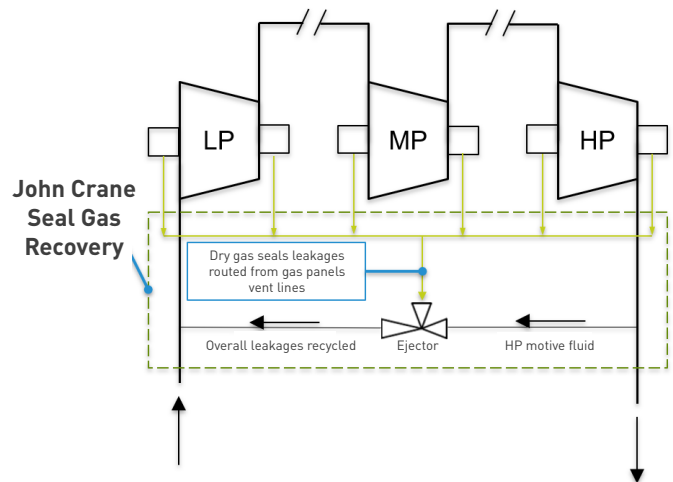 LP
MP
HP
John Crane
Seal Gas
Recovery
Dry gas seals leakages
routed from gas panels
vent lines
Overall leakages recycled
Ejector
HP motive fluid